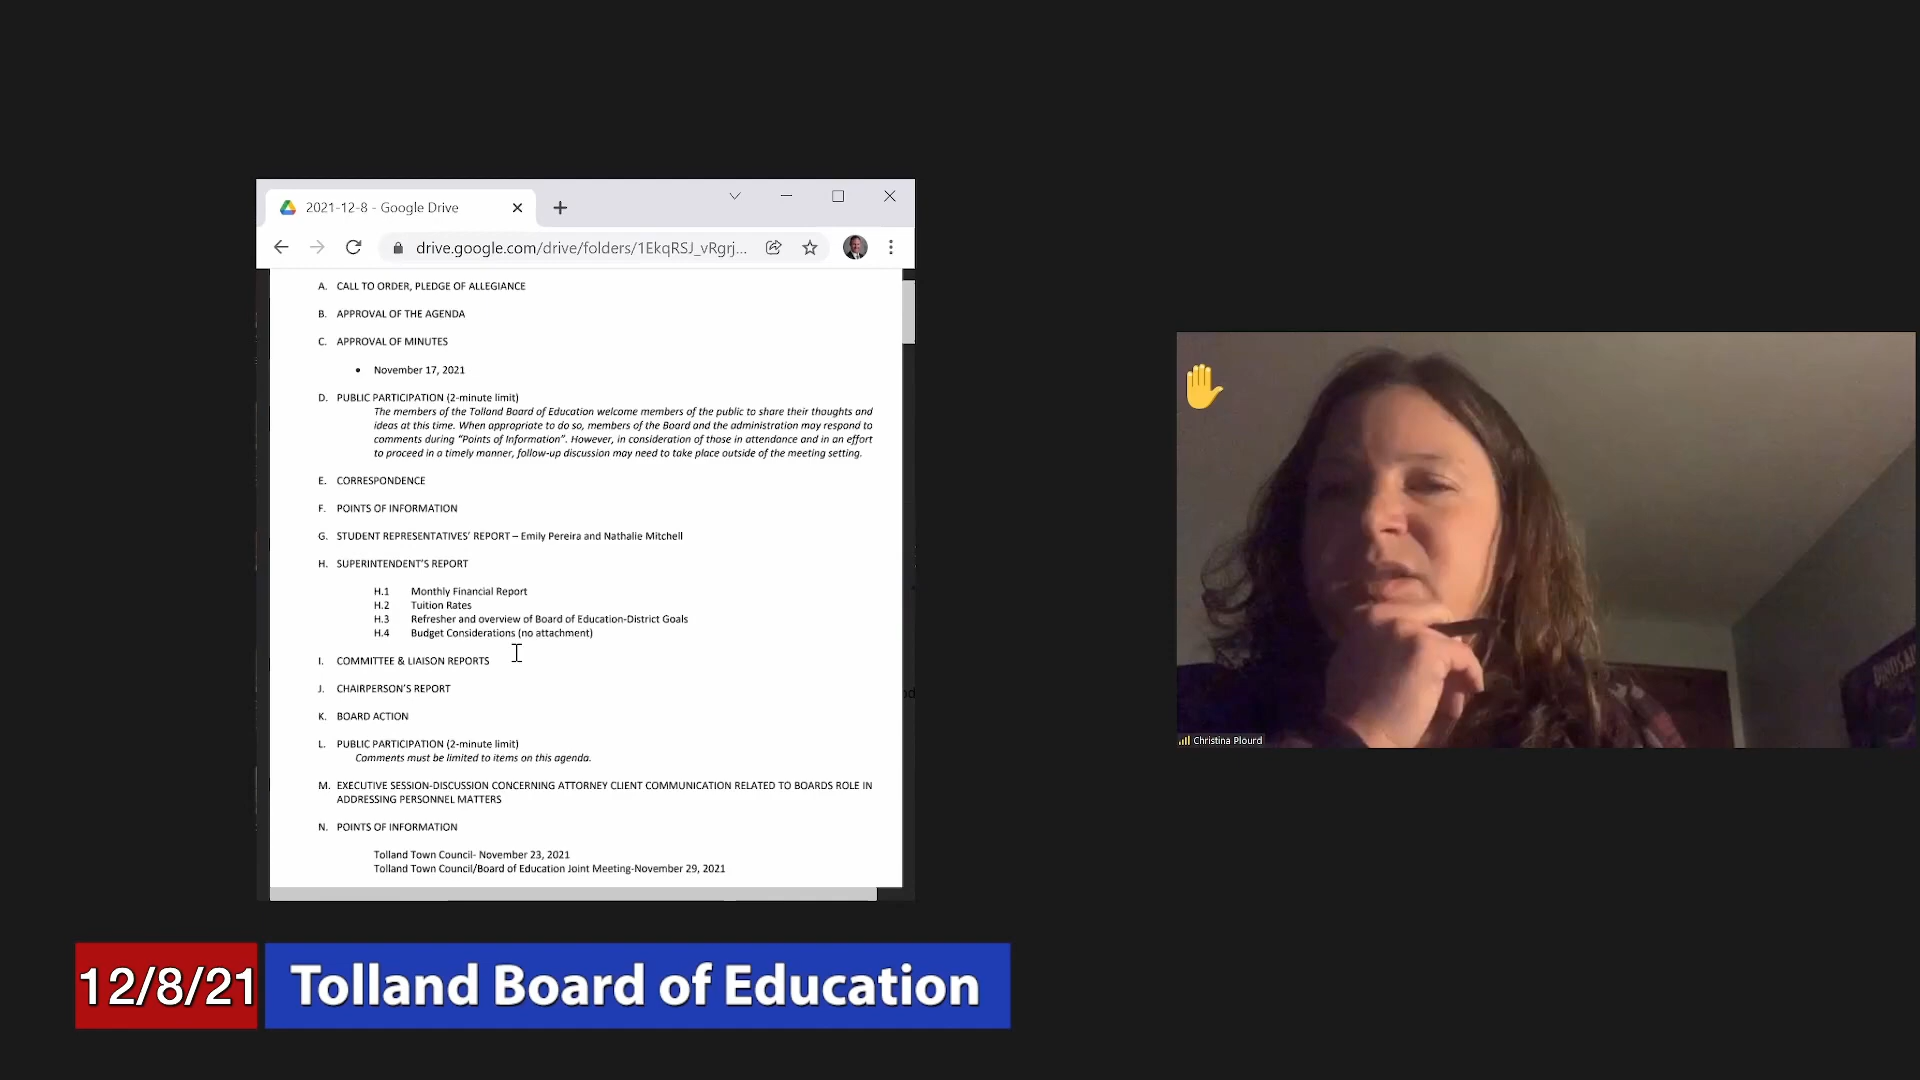 2021-12-8 - Google Drive
drive.google.com/drive/folders/1EkqRSJ_vRgrj...
A. CALL TO ORDER, PLEDGE OF ALLEGIANCE
B. APPROVAL OF THE AGENDA
C. APPROVAL OF MINUTES
• November 17, 2021
D. PUBLIC PARTICIPATION (2-minute limit)
The members of the Tolland Board of Education welcome members of the public to share their thoughts and
ideas at this time. When appropriate to do so, members of the Board and the administration may respond to
comments during “Points of Information”. However, in consideration of those in attendance and in an effort
to proceed in a timely manner, follow-up discussion may need to take place outside of the meeting setting.
E. CORRESPONDENCE
F. POINTS OF INFORMATION
G. STUDENT REPRESENTATIVES’ REPORT – Emily Pereira and Nathalie Mitchell
H. SUPERINTENDENT’S REPORT
H.1 Monthly Financial Report
H.2 Tuition Rates
H.3 Refresher and overview of Board of Education-District Goals
H.4 Budget Considerations (no attachment)
I. COMMITTEE & LIAISON REPORTS
J. CHAIRPERSON’S REPORT
K. BOARD ACTION
L. PUBLIC PARTICIPATION (2-minute limit)
Comments must be limited to items on this agenda.
M. EXECUTIVE SESSION-DISCUSSION CONCERNING ATTORNEY CLIENT COMMUNICATION RELATED TO BOARDS ROLE IN
ADDRESSING PERSONNEL MATTERS
N. POINTS OF INFORMATION
Tolland Town Council- November 23, 2021
Tolland Town Council/Board of Education Joint Meeting-November 29, 2021
Christina Plourd
12/8/21 Tolland Board of Education